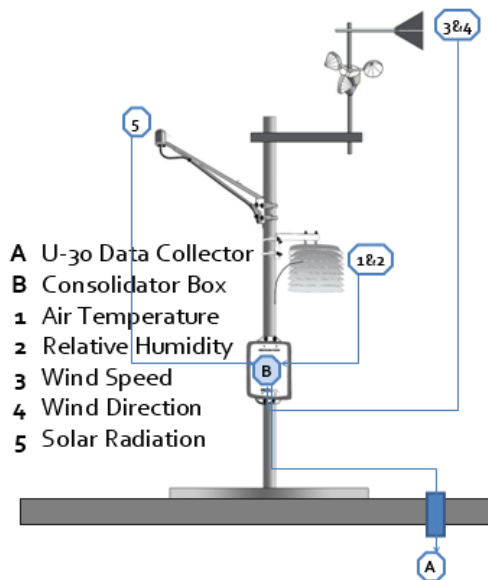 3&4
5
1&2
A U-30 Data Collector
B Consolidator Box
1 Air Temperature
2 Relative Humidity
3 Wind Speed
4 Wind Direction
5 Solar Radiation
B
A